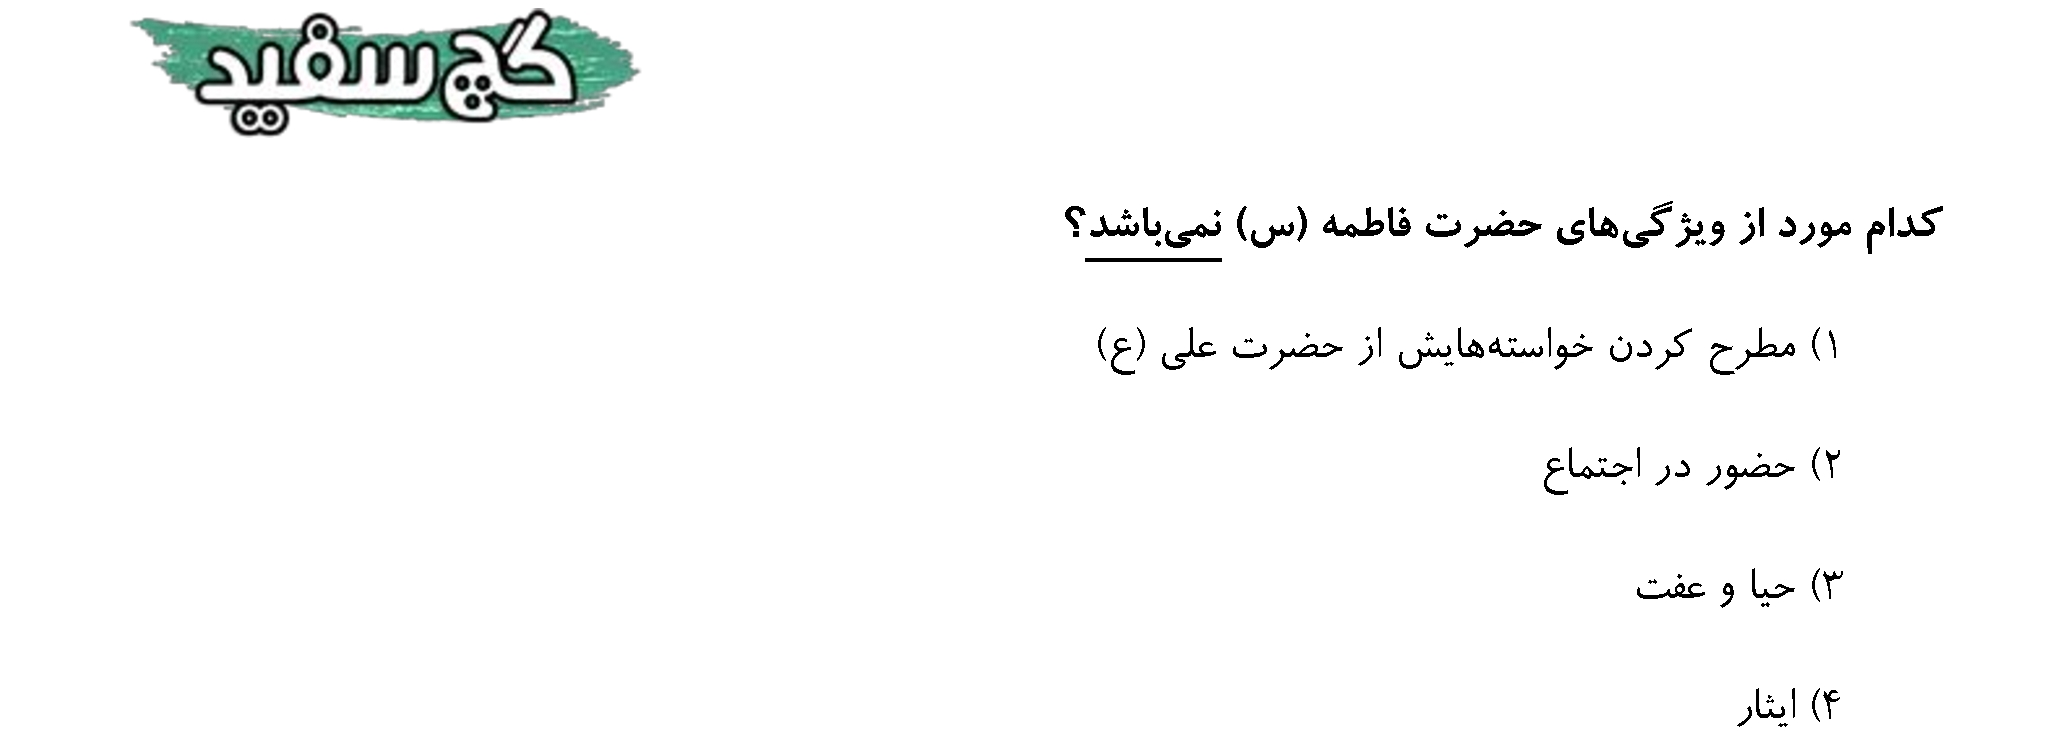 گچ سفید
کدام مورد از ویژگی‌های حضرت فاطمه (س) نمی‌باشد؟
۱) مطرح کردن خواسته‌هایش از حضرت علی (ع)
۲) حضور در اجتماع
۳) حیا و عفت
۴) ایثار